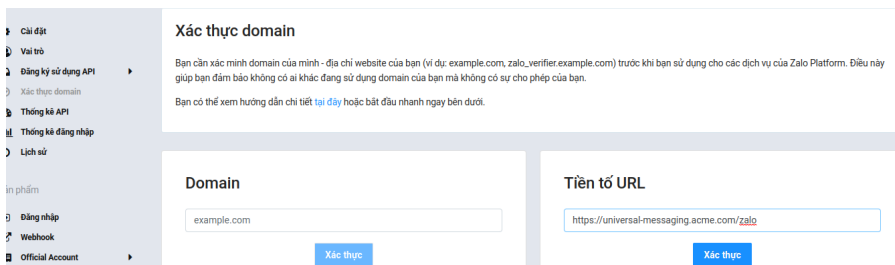 Cài đặt
Vai trò
Đăng ký sử dụng API
Xác thực domain
Thống kê API
Thống kê đăng nhập
Lịch sử
Đăng nhập
Webhook
Official Account
Xác thực domain
Bạn cần xác minh domain của mình - địa chỉ website của bạn (ví dụ: example.com, zalo_verifier.example.com) trước khi bạn sử dụng cho các dịch vụ của Zalo Platform. Điều này
giúp bạn đảm bảo không có ai khác đang sử dụng domain của bạn mà không có sự cho phép của bạn.
Bạn có thể xem hướng dẫn chi tiết tại đây hoặc bắt đầu nhanh ngay bên dưới.
Domain
example.com
Xác thực
Tiền tố URL
https://universal-messaging.acme.com/zalo
Xác thực